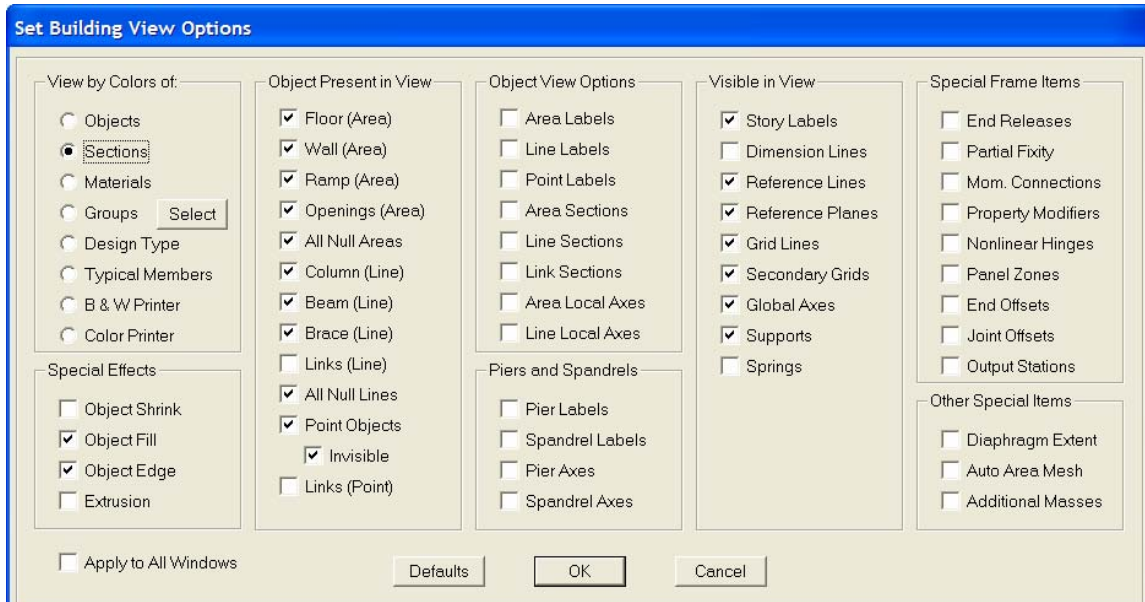 Set Building View Options
View by Colors of:
Objects
Sections
Materials
Groups
Select
Design Type
Typical Members
B & W Printer
Color Printer
Special Effects
Object Shrink
Object Fill
Object Edge
Extrusion
Object Present in View
Floor (Area)
Wall (Area)
Ramp (Area)
Openings (Area)
All Null Areas
Column (Line)
Beam (Line)
Brace (Line)
Links (Line)
All Null Lines
Point Objects
Invisible
Links (Point)
Object View Options
Area Labels
Line Labels
Point Labels
Area Sections
Line Sections
Link Sections
Area Local Axes
Line Local Axes
Piers and Spandrels
Pier Labels
Spandrel Labels
Pier Axes
Spandrel Axes
Visible in View
Story Labels
Dimension Lines
Reference Lines
Reference Planes
Grid Lines
Secondary Grids
Global Axes
Supports
Springs
Special Frame Items
End Releases
Partial Fixity
Mom. Connections
Property Modifiers
Nonlinear Hinges
Panel Zones
End Offsets
Joint Offsets
Output Stations
Other Special Items
Diaphragm Extent
Auto Area Mesh
Additional Masses
Apply to All Windows
Defaults
OK
Cancel